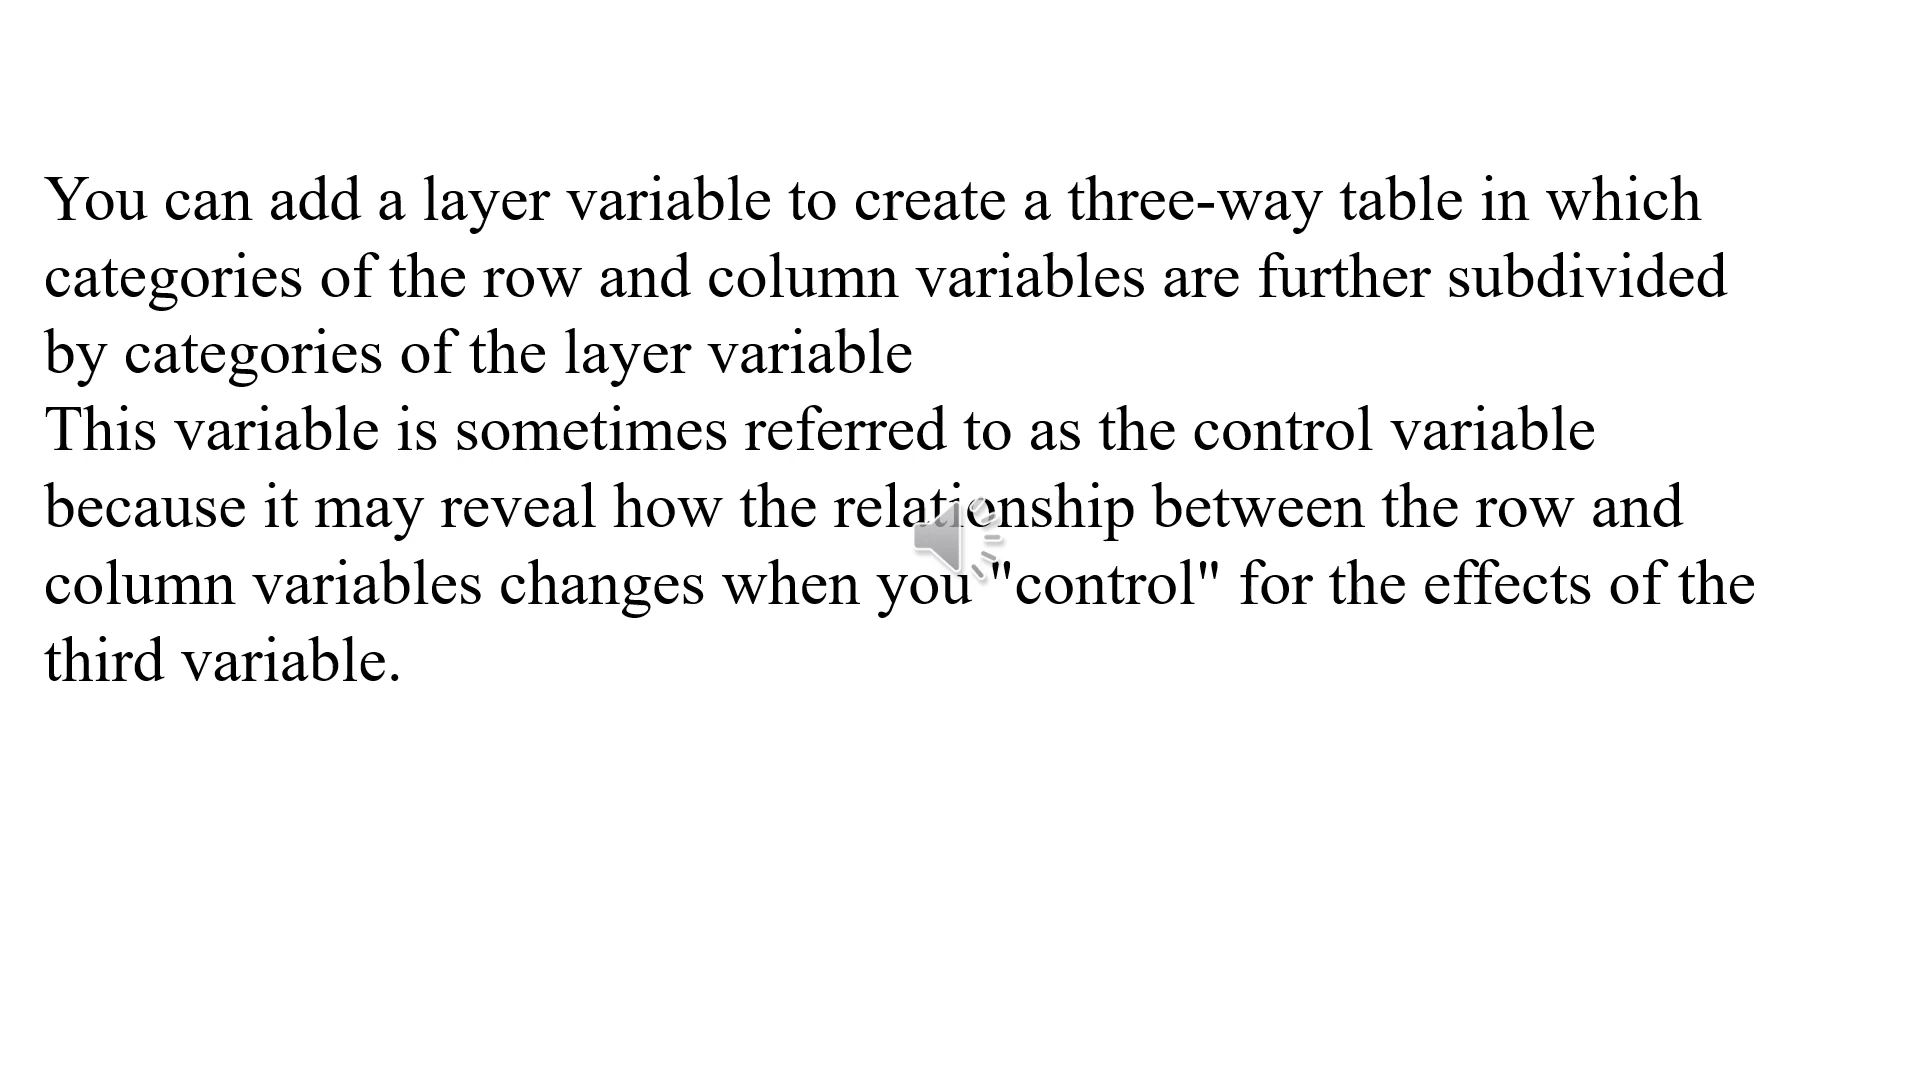 You can add a layer variable to create a three-way table in which
categories of the row and column variables are further subdivided
by categories of the layer variable
This variable is sometimes referred to as the control variable
because it may reveal how the relationship between the row and
column variables changes when you "control" for the effects of the
third variable.